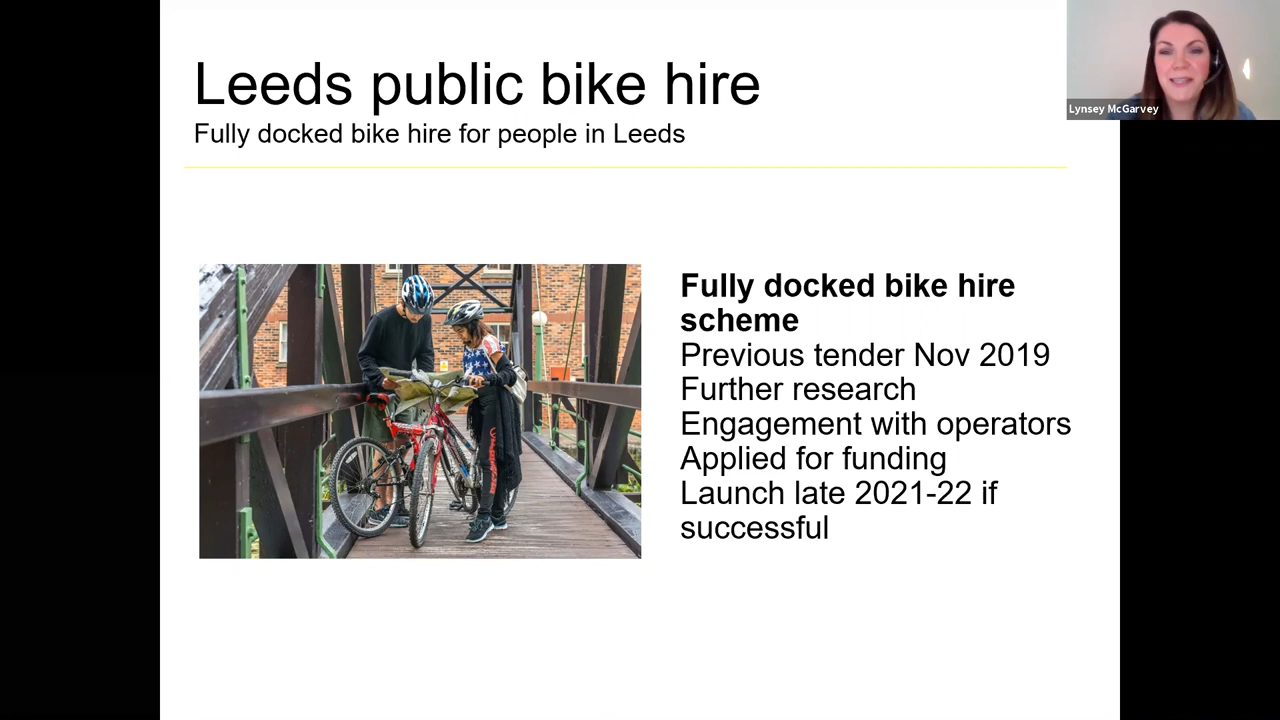 Leeds public bike hire
Fully docked bike hire for people in Leeds
Lynsey McGarvey
Fully docked bike hire
scheme
Previous tender Nov 2019
Further research
Engagement with operators
Applied for funding
Launch late 2021-22 if
successful